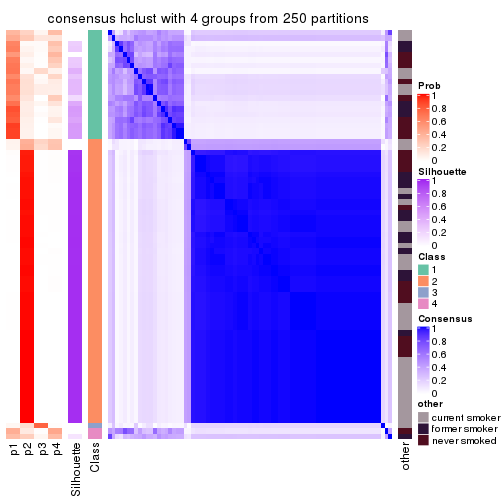 consensus hclust with 4 groups from 250 partitions
Prob
1
0.8
0.6
0.4
0.2
0
Silhouette
1
0.8
0.6
0.4
0.2
0
Class
1
2
3
4
Consensus
1
0.8
0.6
0.4
0.2
0
other
current smoker
former smoker
never smoked
p1
p2
p3
p4
Silhouette
Class
other